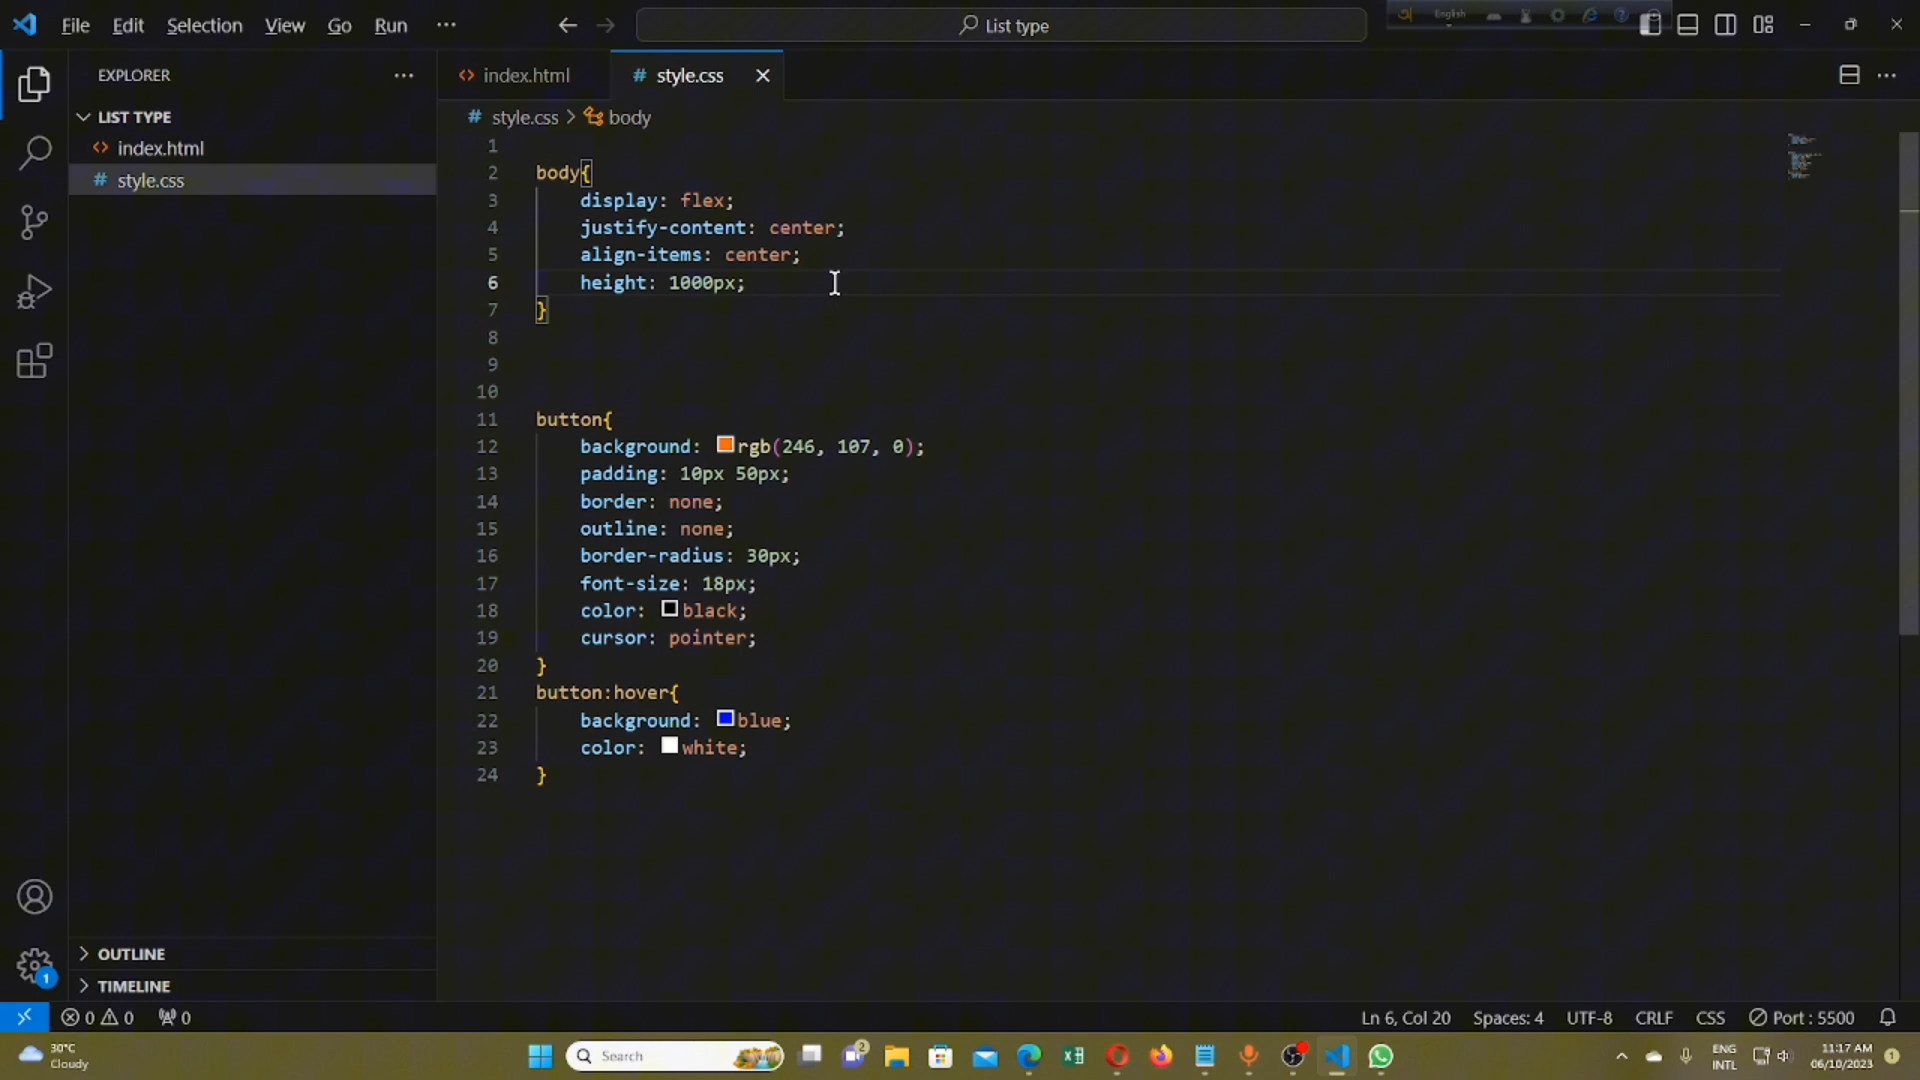 File Edit Selection View Go Run ···
List type
English
EXPLORER
LIST TYPE
index.html
style.css
OUTLINE
TIMELINE
index.html
# style.css
# style.css > body
1
2 body{
3 display: flex;
4 justify-content: center;
5 align-items: center;
6 height: 1000px;
7 }
8
9
10
11 button{
12 background: rgb(246, 107, 0);
13 padding: 10px 50px;
14 border: none;
15 outline: none;
16 border-radius: 30px;
17 font-size: 18px;
18 color: black;
19 cursor: pointer;
20 }
21 button:hover{
22 background: blue;
23 color: white;
24 }
1
0 0 0
Ln 6, Col 20 Spaces: 4 UTF-8 CRLF CSS Port : 5500
30°C
Cloudy
Search
2
ENG
INTL
11:17 AM
06/10/2023
1